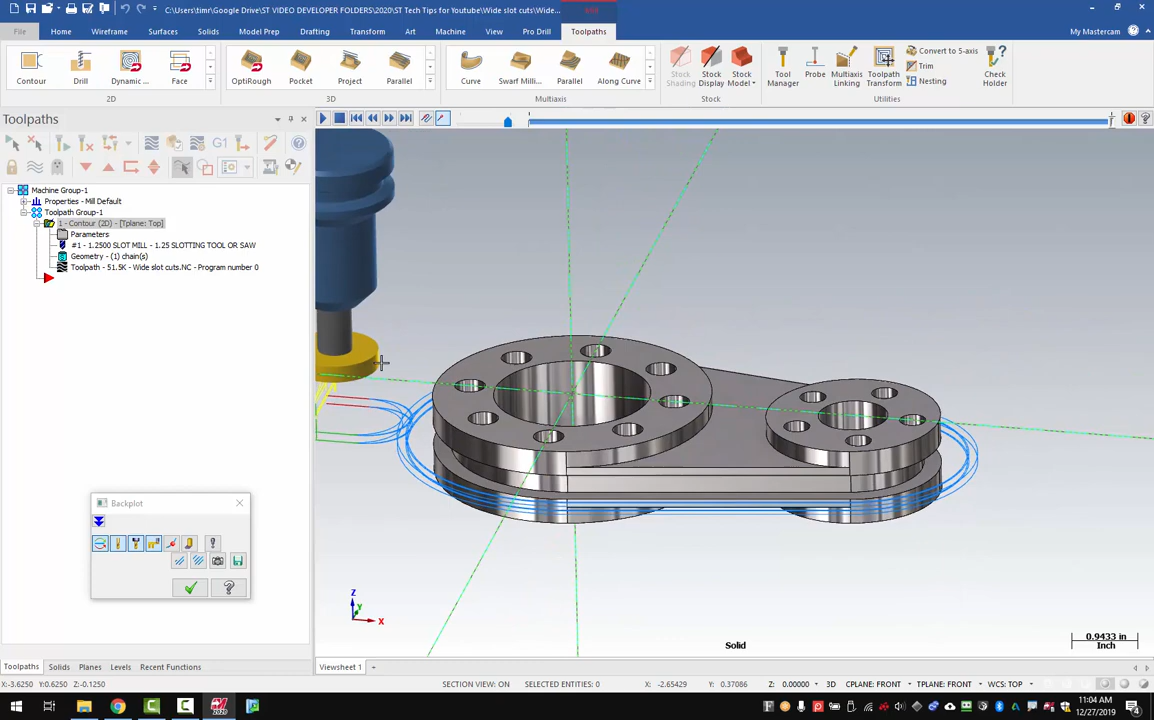 C:\Users\timr\Google Drive\ST VIDEO DEVELOPER FOLDERS\2020\ST Tech Tips for Youtube\Wide slot cuts\Wide...
Mill
File Home Wireframe Surfaces Solids Model Prep Drafting Transform Art Machine View Pro Drill Toolpaths My Mastercam
Contour Drill Dynamic ... Face OptiRough Pocket Project Parallel Curve Swarf Milli... Parallel Along Curve Stock Shading Stock Display Stock Model Tool Manager Probe Multiaxis Linking Toolpath Transform Convert to 5-axis Trim Nesting Check Holder
2D 3D Multiaxis Stock Utilities
Toolpaths
G1
Machine Group-1
Properties - Mill Default
Toolpath Group-1
1 - Contour (2D) - [Tplane: Top]
Parameters
#1 - 1.2500 SLOT MILL - 1.25 SLOTTING TOOL OR SAW
Geometry - (1) chain(s)
Toolpath - 51.5K - Wide slot cuts.NC - Program number 0
Backplot
Z
Y
X
Solid
0.9433 in
Inch
Toolpaths Solids Planes Levels Recent Functions
Viewsheet 1 +
X:-3.6250 Y:0.6250 Z:-0.1250
SECTION VIEW: ON SELECTED ENTITIES: 0 X: -2.65429 Y: 0.37086 Z: 0.00000 3D CPLANE: FRONT TPLANE: FRONT WCS: TOP
2020
11:04 AM
12/27/2019
4